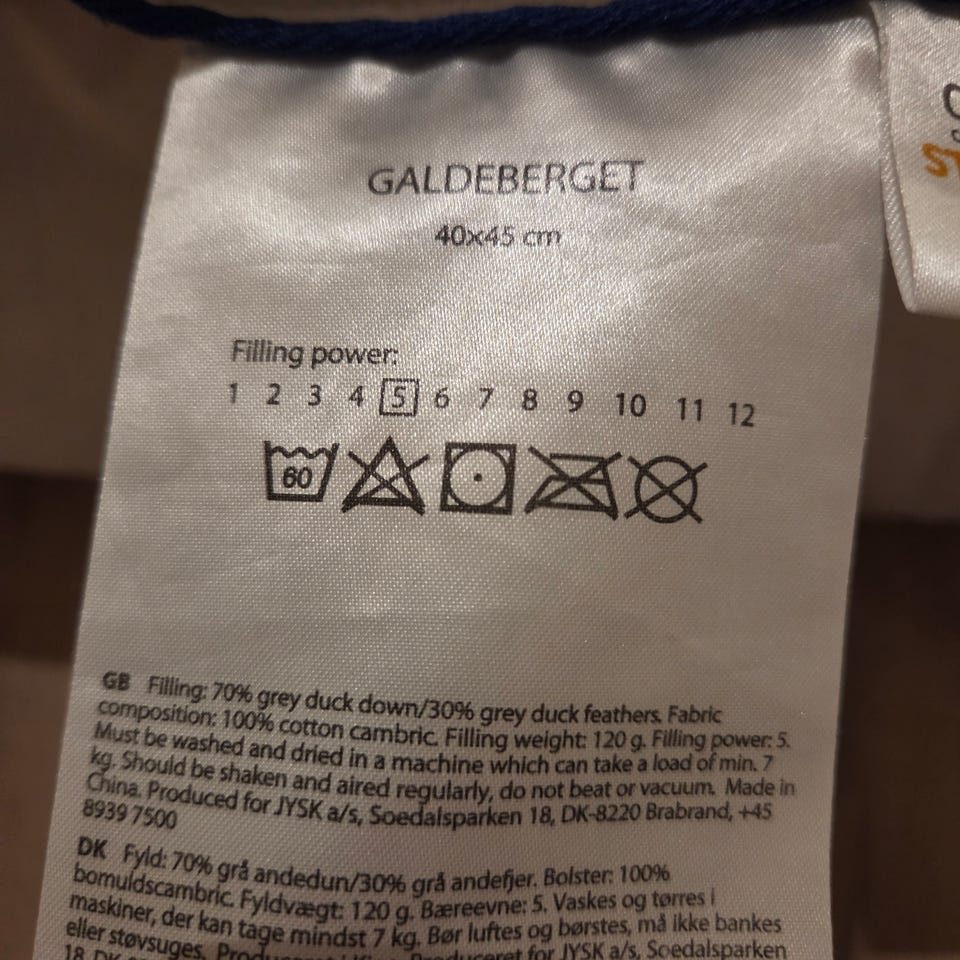 GALDEBERGET
40x45 cm
Filling power:
1 2 3 4 5 6 7 8 9 10 11 12
60
GB Filling: 70% grey duck down/30% grey duck feathers. Fabric
composition: 100% cotton cambric. Filling weight: 120 g. Filling power: 5.
Must be washed and dried in a machine which can take a load of min. 7
kg. Should be shaken and aired regularly, do not beat or vacuum. Made in
China. Produced for JYSK a/s, Soedalsparken 18, DK-8220 Brabrand, +45
8939 7500
DK Fyld: 70% grå andedun/30% grå andefjer. Bolster: 100%
bomuldscambric. Fyldvægt: 120 g. Bæreevne: 5. Vaskes og tørres i
maskiner, der kan tage mindst 7 kg. Bør luftes og børstes, må ikke bankes
eller støvsuges. for JYSK a/s, Soedalsparken
18,